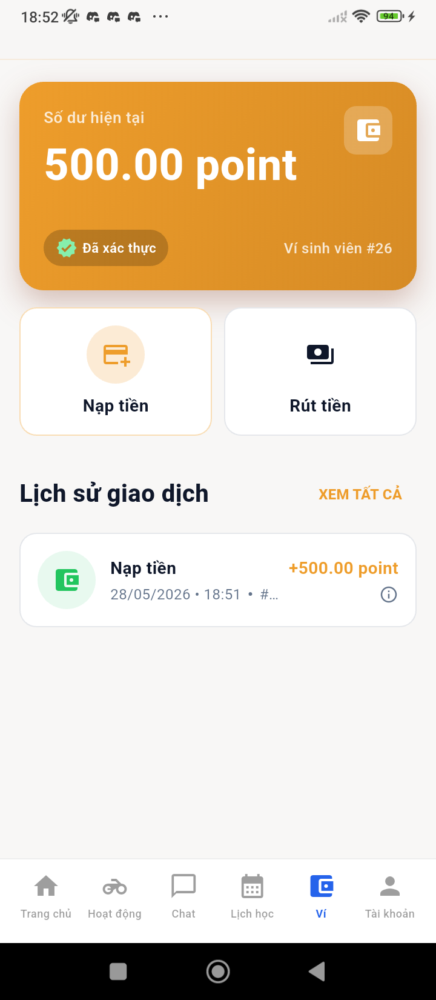 18:52
94
Số dư hiện tại
500.00 point
Đã xác thực
Ví sinh viên #26
Nạp tiền
Rút tiền
Lịch sử giao dịch
XEM TẤT CẢ
Nạp tiền
+500.00 point
28/05/2026 • 18:51 • #...
Trang chủ
Hoạt động
Chat
Lịch học
Ví
Tài khoản